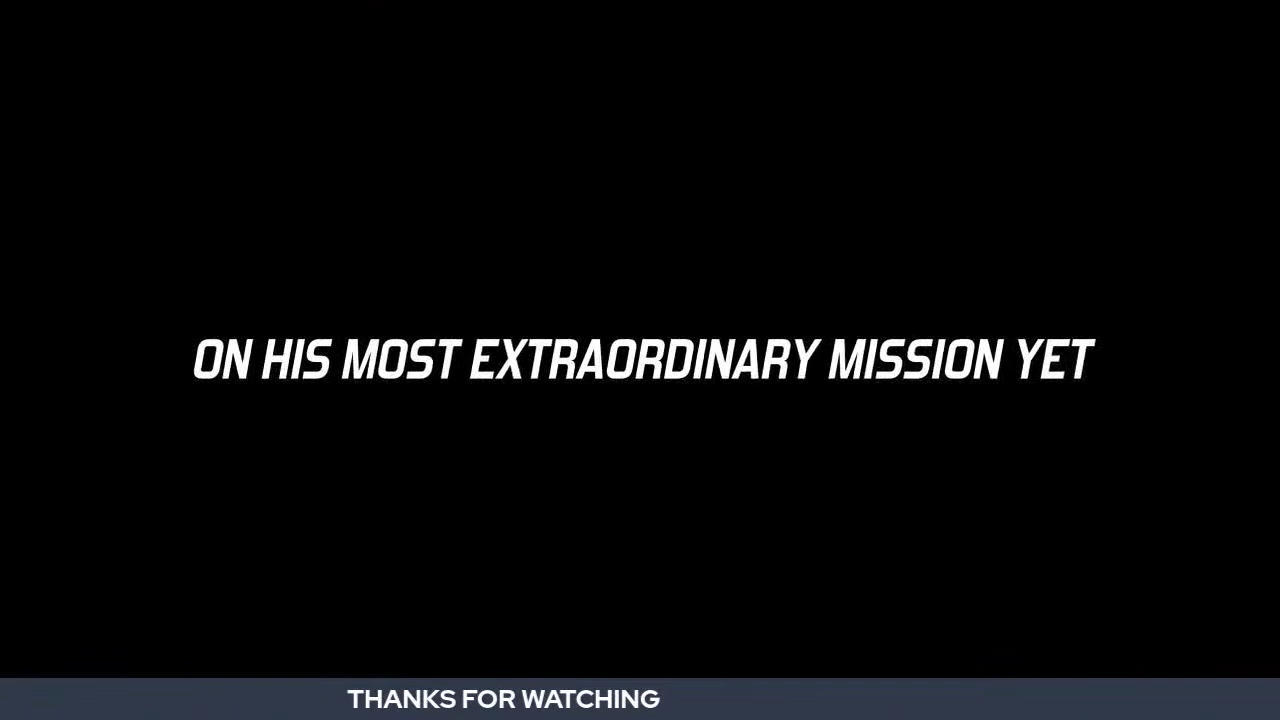 ON HIS MOST EXTRAORDINARY MISSION YET
THANKS FOR WATCHING